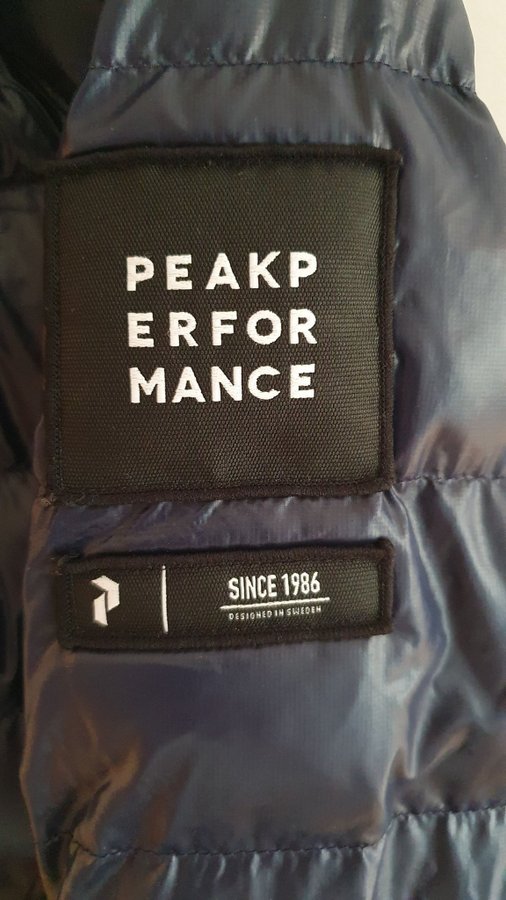 PEAKP
ERFOR
MANCE
SINCE 1986
DESIGNED IN SWEDEN